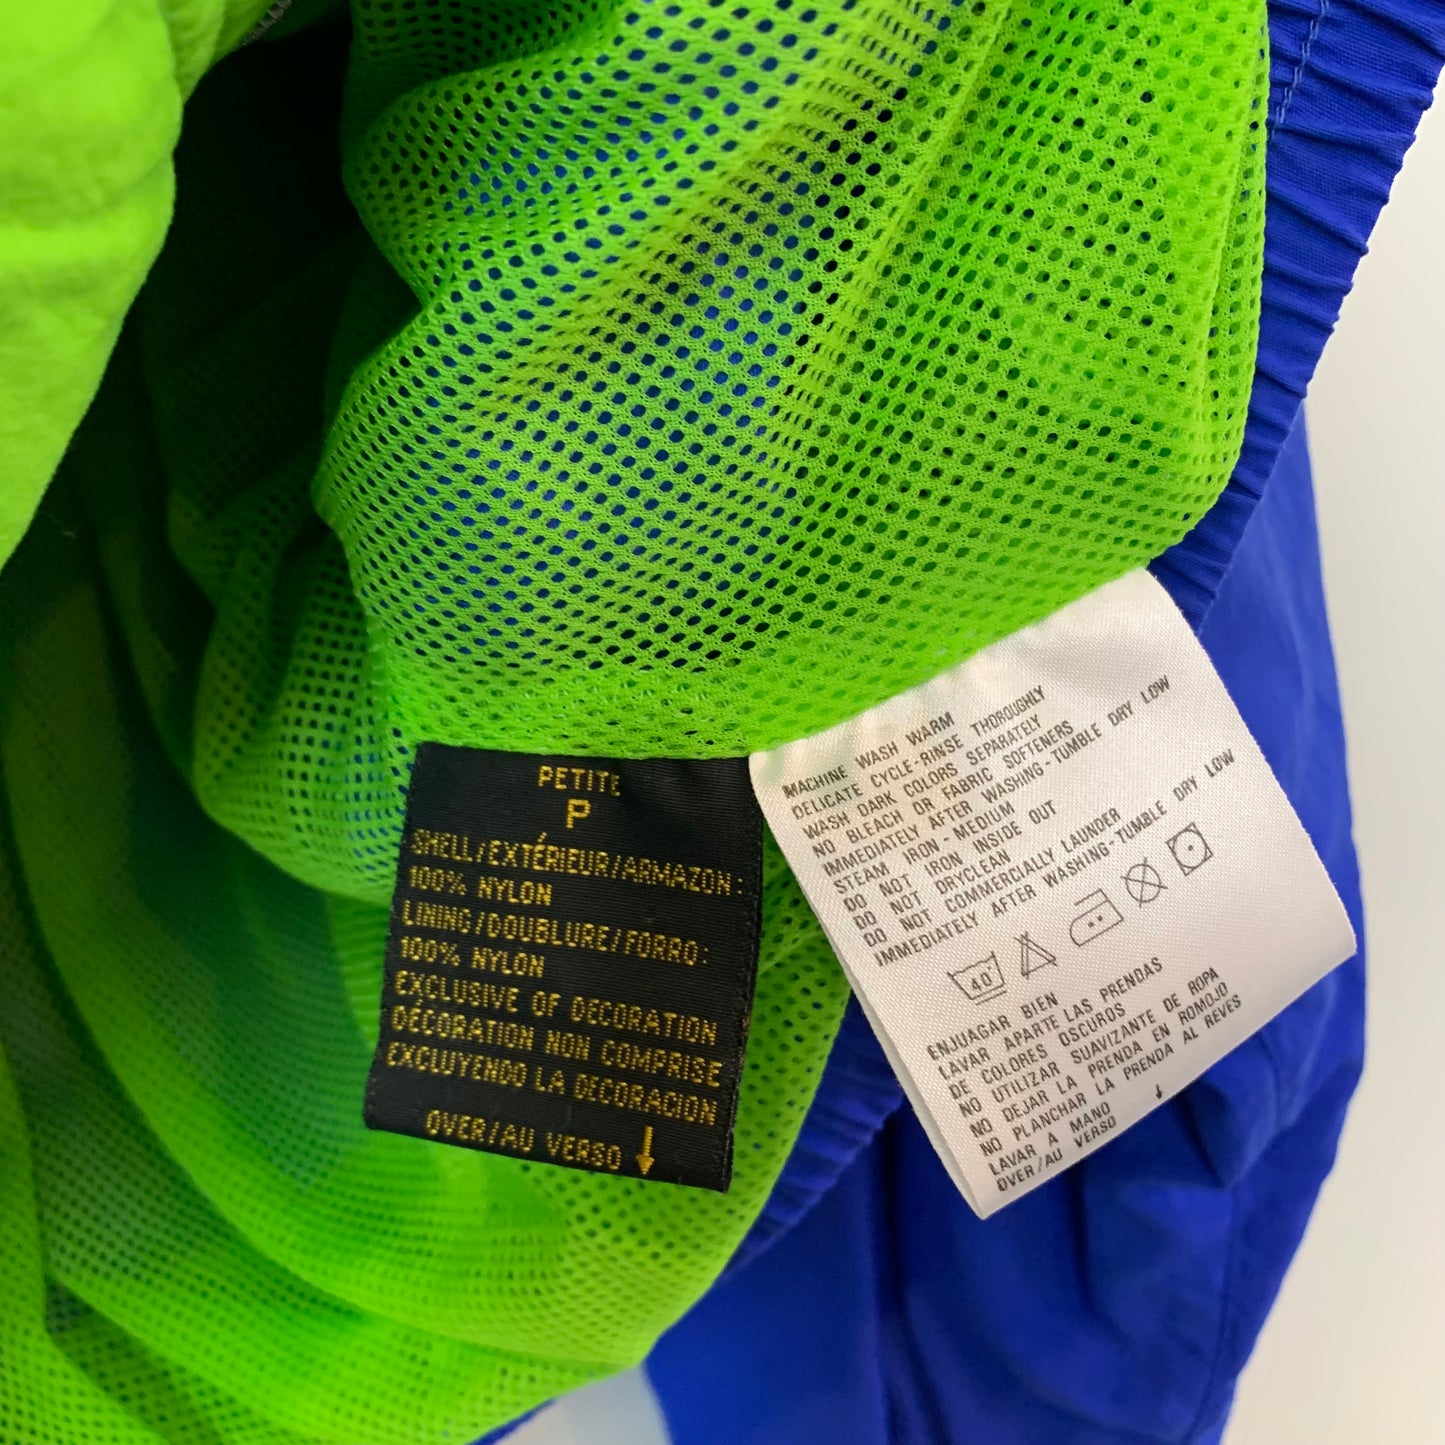 PETITE
P
SHELL/EXTÉRIEUR/ARMAZON:
100% NYLON
LINING/DOUBLURE/FORRO:
100% NYLON
EXCLUSIVE OF DECORATION
DÉCORATION NON COMPRISE
EXCLUYENDO LA DECORACION
OVER/AU VERSO
MACHINE WASH WARM
DELICATE CYCLE-RINSE THOROUGHLY
WASH DARK COLORS SEPARATELY
NO BLEACH OR FABRIC SOFTENERS
IMMEDIATELY AFTER WASHING-TUMBLE DRY LOW
STEAM IRON-MEDIUM
DO NOT IRON INSIDE OUT
DO NOT DRYCLEAN
DO NOT COMMERCIALLY LAUNDER
IMMEDIATELY AFTER WASHING-TUMBLE DRY LOW
40°
ENJUAGAR BIEN
LAVAR APARTE LAS PRENDAS
DE COLORES OSCUROS
NO UTILIZAR SUAVIZANTE DE ROPA
NO DEJAR LA PRENDA EN ROMOJO
NO PLANCHAR LA PRENDA AL REVES
LAVAR A MANO
OVER/AU VERSO